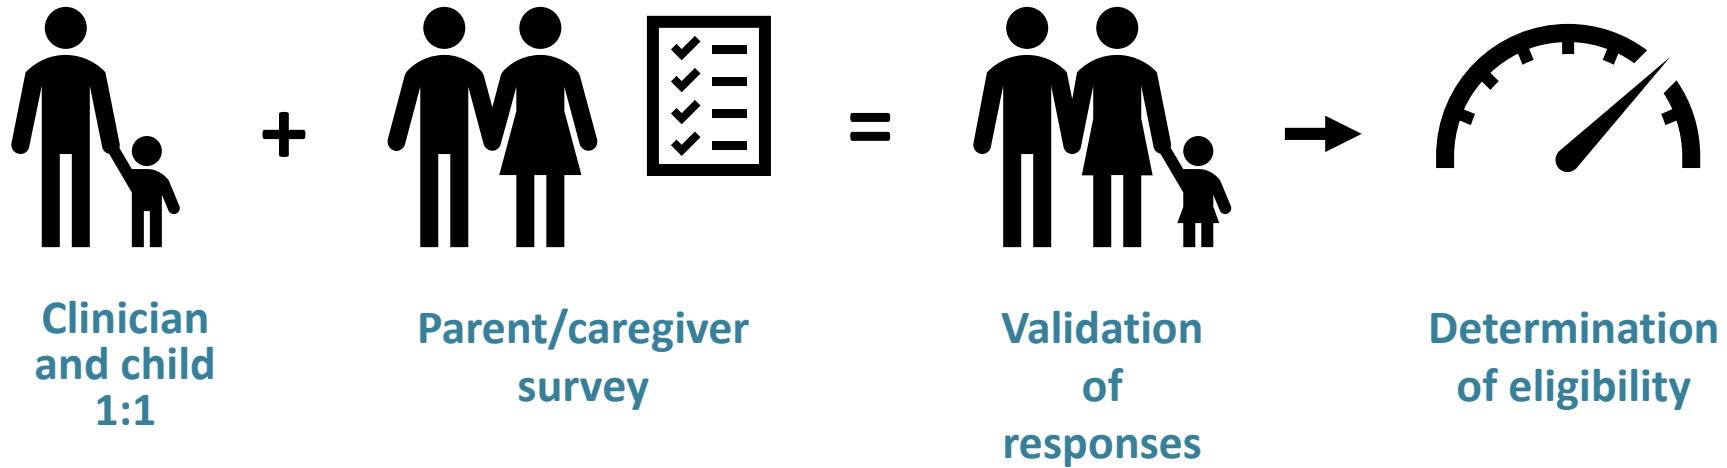 +
=
Clinician
and child
1:1
Parent/caregiver
survey
Validation
of
responses
Determination
of eligibility